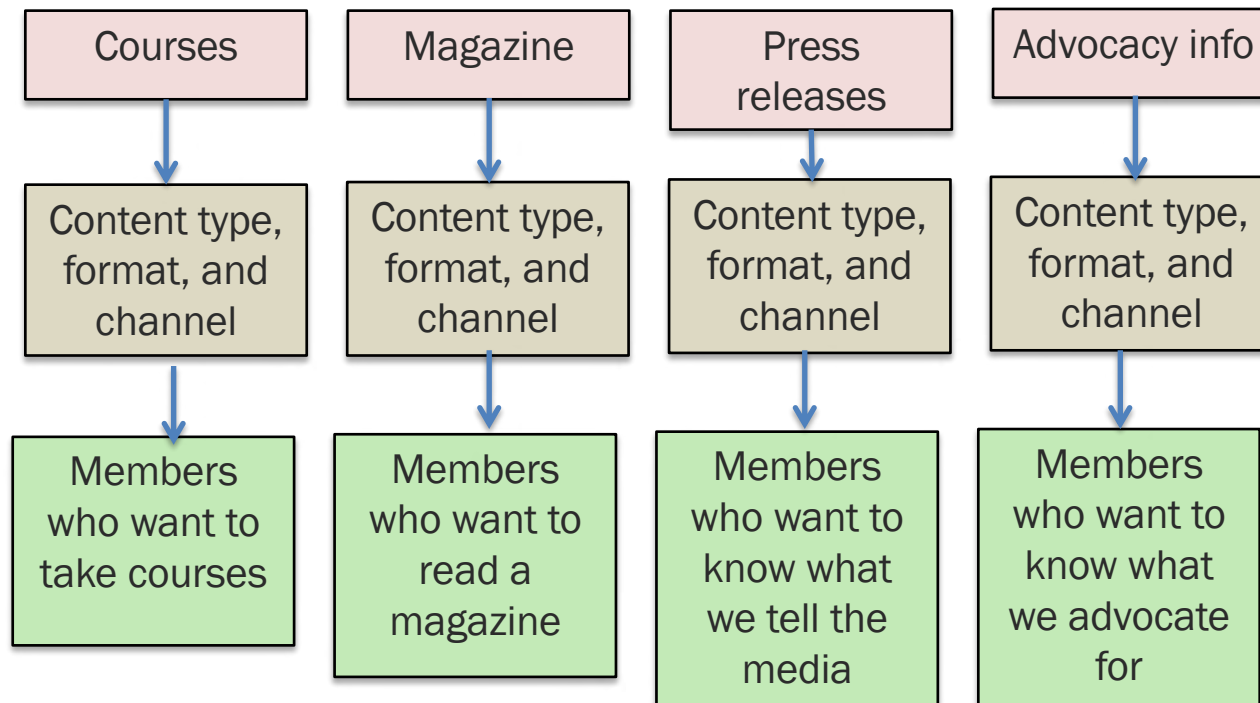 Courses
Magazine
Press
releases
Advocacy info
Content type,
format, and
channel
Content type,
format, and
channel
Content type,
format, and
channel
Content type,
format, and
channel
Members
who want to
take courses
Members
who want to
read a
magazine
Members
who want to
know what
we tell the
media
Members
who want to
know what
we advocate
for